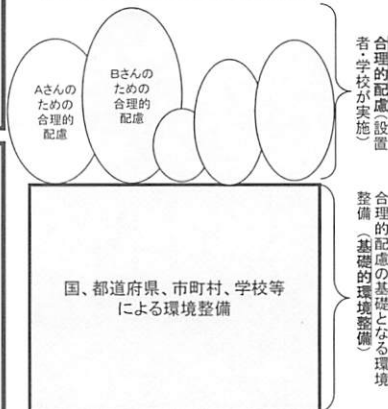 Aさんの
ための
合理的
配慮
Bさんの
ための
合理的
配慮
合理的配慮(設置
者・学校が実施)
国、都道府県、市町村、学校等
による環境整備
合理的配慮の基礎となる環境
整備(基礎的環境整備)